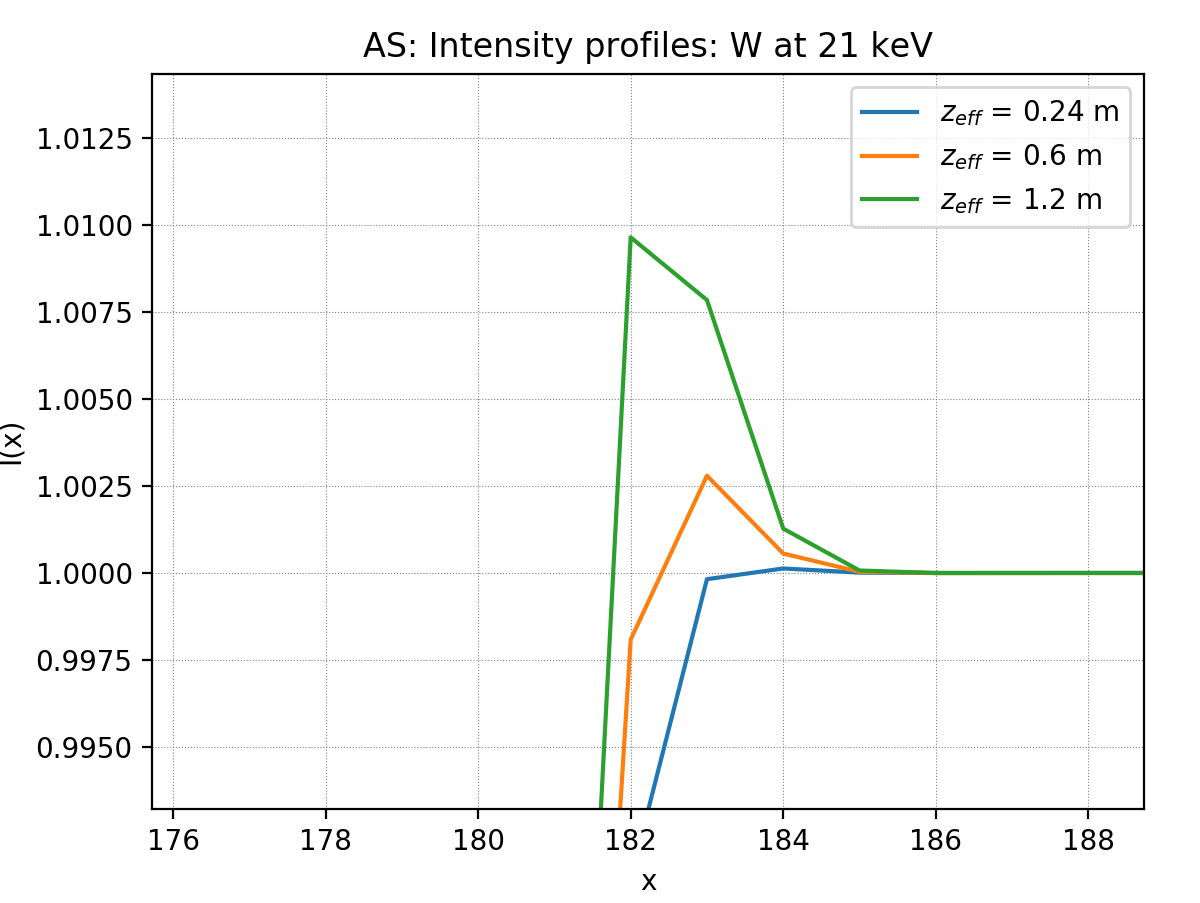 AS: Intensity profiles: W at 21 keV
z_eff = 0.24 m
z_eff = 0.6 m
z_eff = 1.2 m
1.0125
1.0100
1.0075
1.0050
1.0025
1.0000
0.9975
0.9950
I(x)
176 178 180 182 184 186 188
x